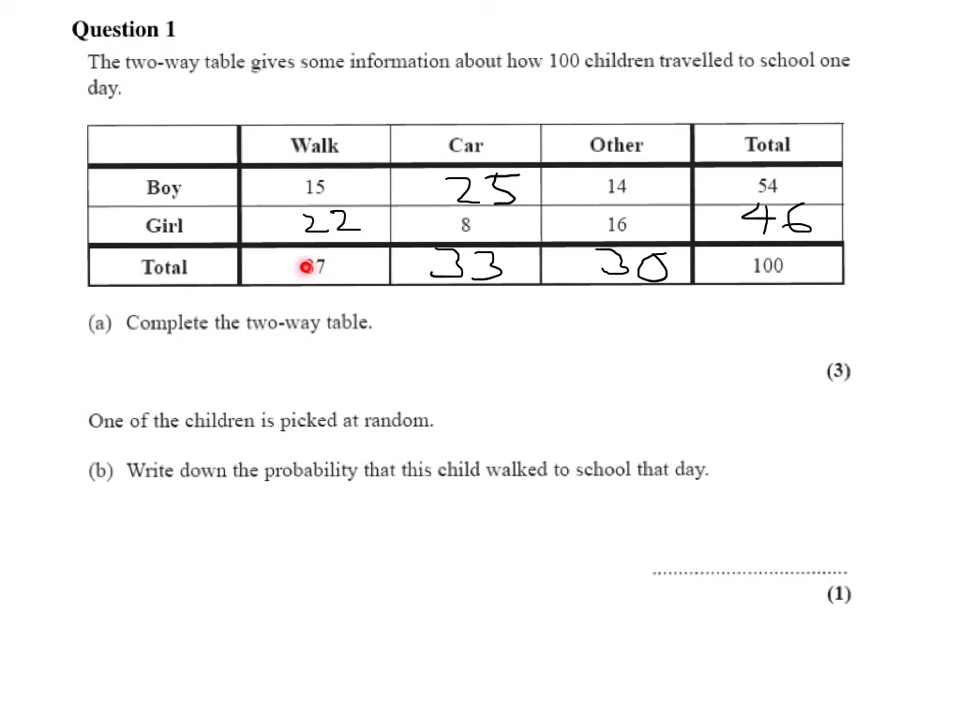 Question 1
The two-way table gives some information about how 100 children travelled to school one
day.
Walk Car Other Total
Boy 15 25 14 54
Girl 22 8 16 46
Total 7 33 30 100
(a) Complete the two-way table.
(3)
One of the children is picked at random.
(b) Write down the probability that this child walked to school that day.
(1)